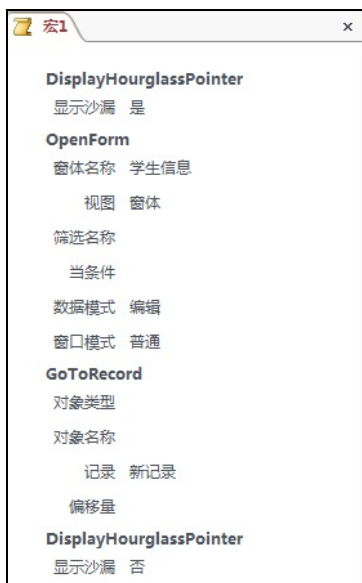 宏1
DisplayHourglassPointer
显示沙漏 是
OpenForm
窗体名称 学生信息
视图 窗体
筛选名称
当条件
数据模式 编辑
窗口模式 普通
GoToRecord
对象类型
对象名称
记录 新记录
偏移量
DisplayHourglassPointer
显示沙漏 否